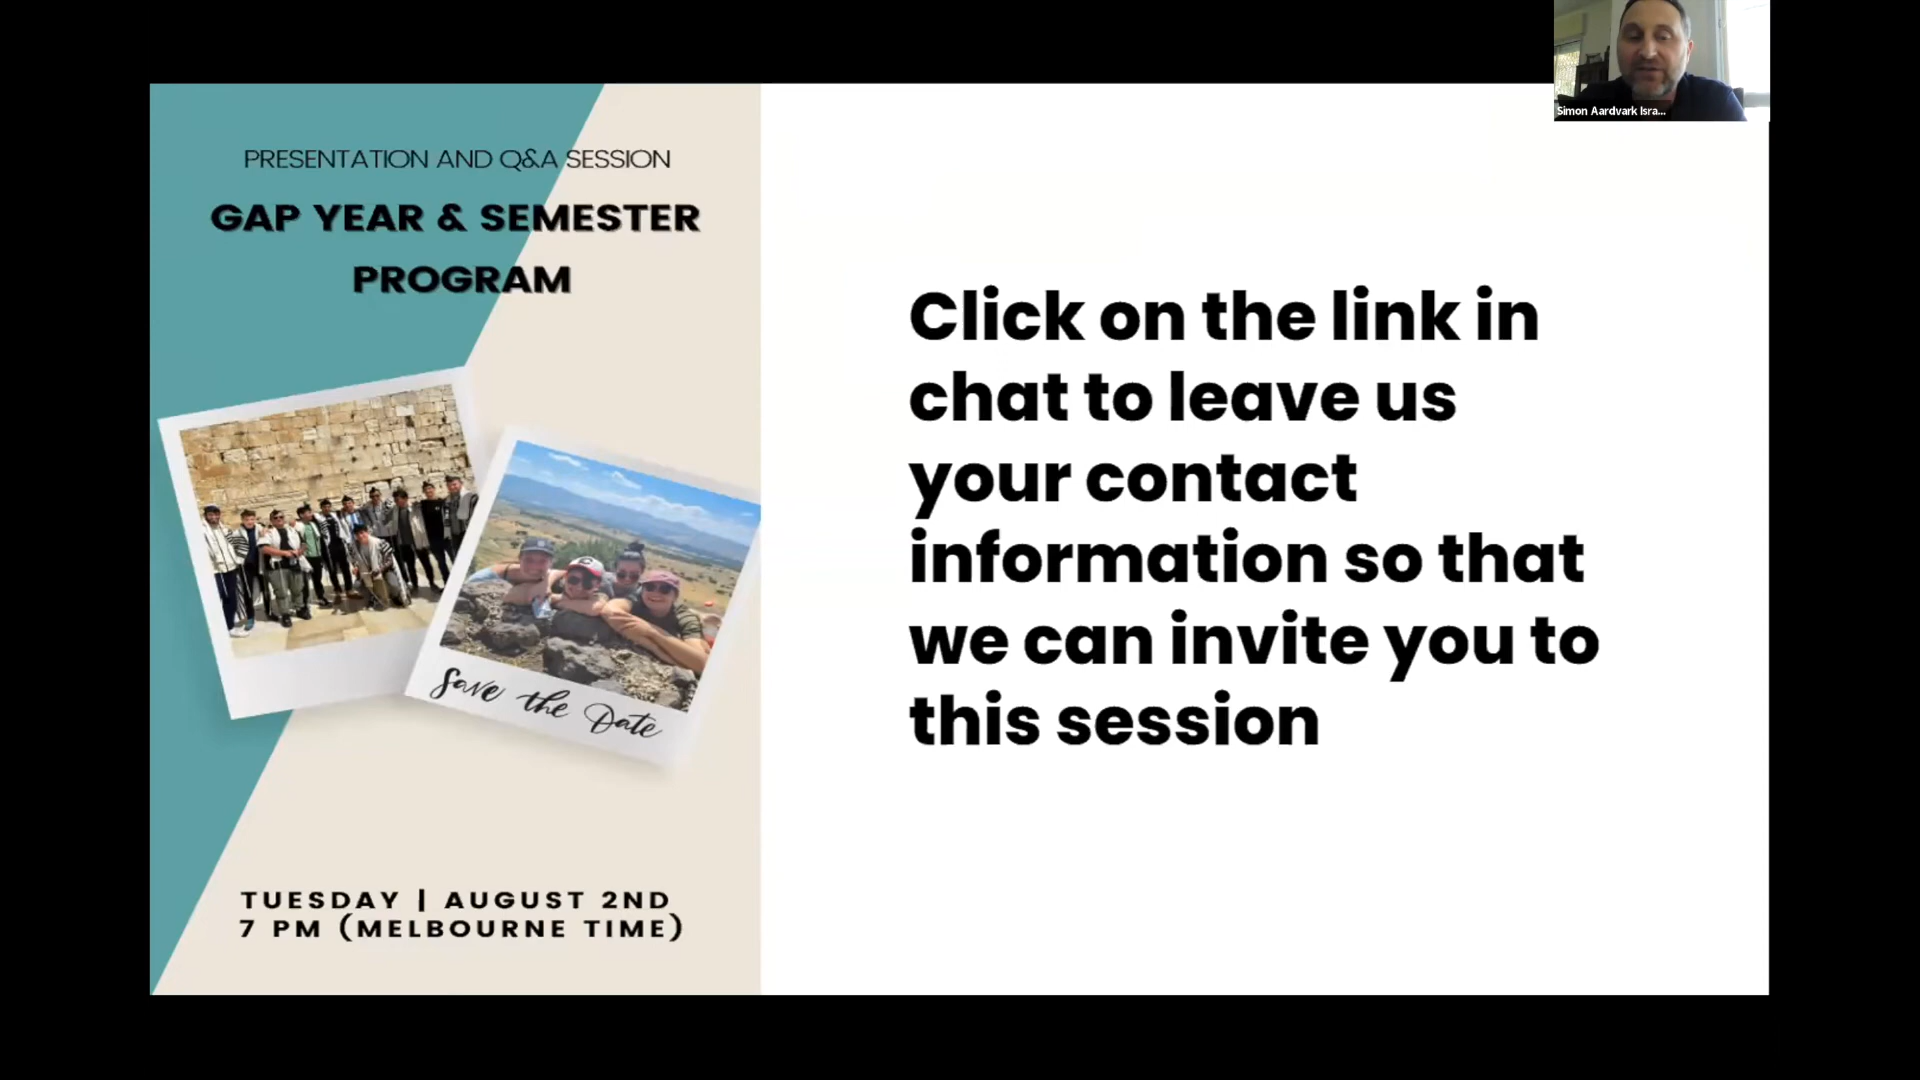 Simon Aardvark Isra...
PRESENTATION AND Q&A SESSION
GAP YEAR & SEMESTER
PROGRAM
Save the Date
TUESDAY | AUGUST 2ND
7 PM (MELBOURNE TIME)
Click on the link in
chat to leave us
your contact
information so that
we can invite you to
this session